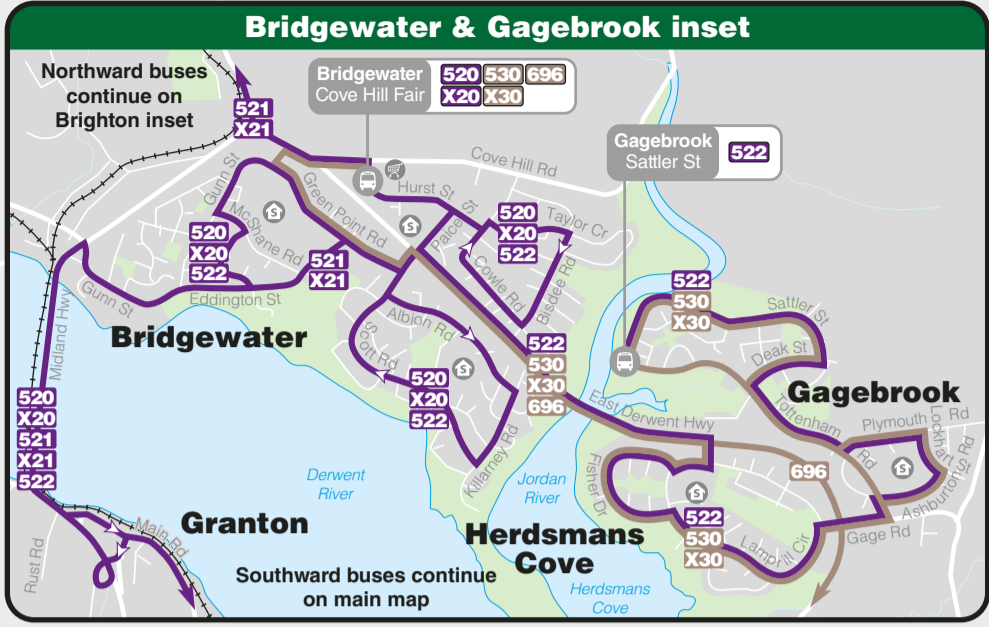 Bridgewater & Gagebrook inset
Northward buses
continue on
Brighton inset
521
X21
Bridgewater
Cove Hill Fair
520 530 696
X20 X30
Gagebrook
Sattler St
522
Cove Hill Rd
Gunn St
McShane Rd
Green Point Rd
Hurst St
Paice St
520
X20
522
Taylor Cr
Cowle Rd
Bisdee Rd
520
X20
522
521
X21
Eddington St
Gunn St
Midland Hwy
Bridgewater
Albion Rd
Scott Rd
520
X20
522
Killarney Rd
522
530
X30
696
522
530
X30
Sattler St
Deak St
Gagebrook
Tottenham Rd
Plymouth Rd
Lockhart St
Ashburton Rd
East Derwent Hwy
520
X20
521
X21
522
Derwent
River
Jordan
River
Fisher Dr
696
522
530
X30
Lamprill Cir
Gage Rd
Granton
Main Rd
Rust Rd
Herdsmans
Cove
Southward buses continue
on main map
Herdsmans
Cove
S
S
S
S
S